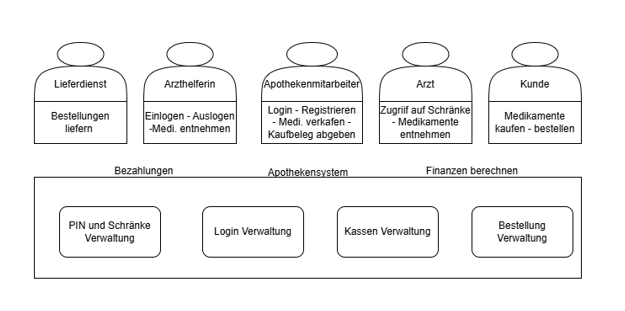 Lieferdienst
Bestellungen
liefern
Arzthelferin
Einlogen - Auslogen
-Medi. entnehmen
Apothekenmitarbeiter
Login - Registrieren
- Medi. verkafen -
Kaufbeleg abgeben
Arzt
Zugriif auf Schränke
- Medikamente
entnehmen
Kunde
Medikamente
kaufen - bestellen
Bezahlungen
Apothekensystem
Finanzen berechnen
PIN und Schränke
Verwaltung
Login Verwaltung
Kassen Verwaltung
Bestellung
Verwaltung